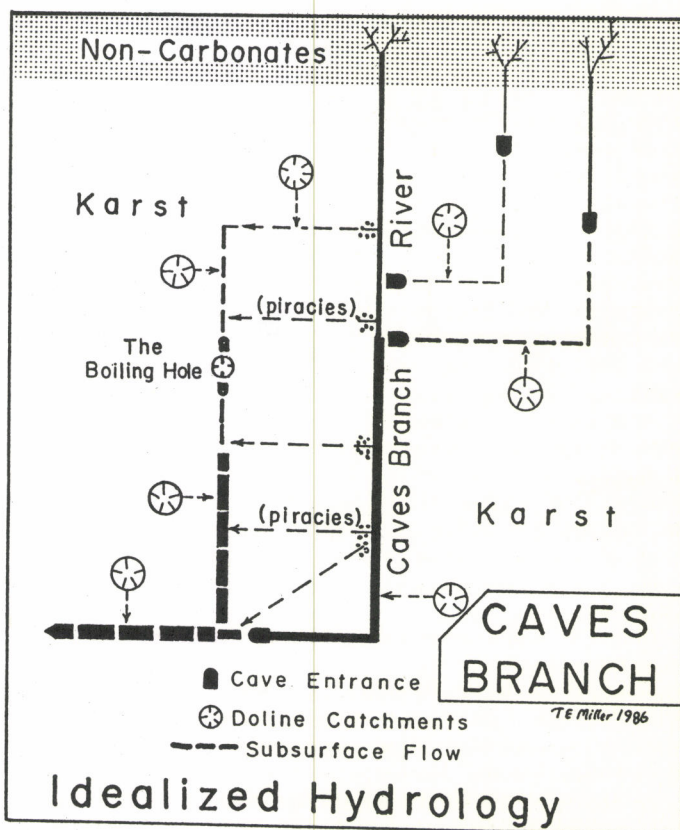 Non-Carbonates
Karst
River
(piracies)
The
Boiling Hole
Caves Branch
Karst
(piracies)
CAVES
BRANCH
TE Miller 1986
Cave Entrance
Doline Catchments
Subsurface Flow
Idealized Hydrology